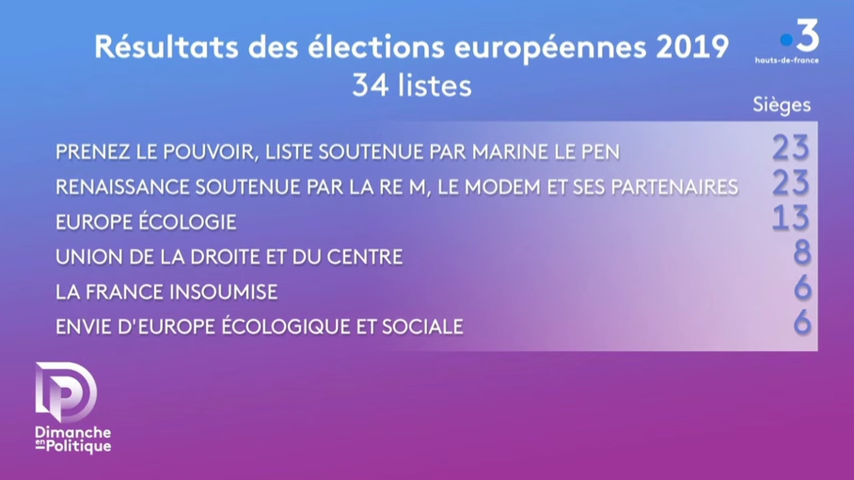 Résultats des élections européennes 2019
34 listes
3
hauts-de-france
Sièges
PRENEZ LE POUVOIR, LISTE SOUTENUE PAR MARINE LE PEN 23
RENAISSANCE SOUTENUE PAR LA RE M, LE MODEM ET SES PARTENAIRES 23
EUROPE ÉCOLOGIE 13
UNION DE LA DROITE ET DU CENTRE 8
LA FRANCE INSOUMISE 6
ENVIE D'EUROPE ÉCOLOGIQUE ET SOCIALE 6
Dimanche
en Politique